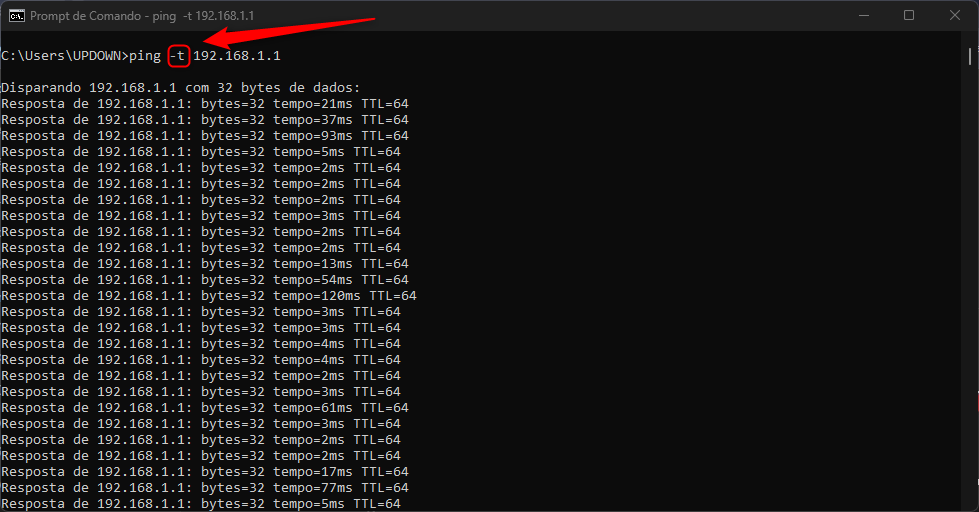 Prompt de Comando - ping -t 192.168.1.1
C:\Users\UPDOWN>ping -t 192.168.1.1
Disparando 192.168.1.1 com 32 bytes de dados:
Resposta de 192.168.1.1: bytes=32 tempo=21ms TTL=64
Resposta de 192.168.1.1: bytes=32 tempo=37ms TTL=64
Resposta de 192.168.1.1: bytes=32 tempo=93ms TTL=64
Resposta de 192.168.1.1: bytes=32 tempo=5ms TTL=64
Resposta de 192.168.1.1: bytes=32 tempo=2ms TTL=64
Resposta de 192.168.1.1: bytes=32 tempo=2ms TTL=64
Resposta de 192.168.1.1: bytes=32 tempo=2ms TTL=64
Resposta de 192.168.1.1: bytes=32 tempo=3ms TTL=64
Resposta de 192.168.1.1: bytes=32 tempo=2ms TTL=64
Resposta de 192.168.1.1: bytes=32 tempo=2ms TTL=64
Resposta de 192.168.1.1: bytes=32 tempo=13ms TTL=64
Resposta de 192.168.1.1: bytes=32 tempo=54ms TTL=64
Resposta de 192.168.1.1: bytes=32 tempo=120ms TTL=64
Resposta de 192.168.1.1: bytes=32 tempo=3ms TTL=64
Resposta de 192.168.1.1: bytes=32 tempo=3ms TTL=64
Resposta de 192.168.1.1: bytes=32 tempo=4ms TTL=64
Resposta de 192.168.1.1: bytes=32 tempo=4ms TTL=64
Resposta de 192.168.1.1: bytes=32 tempo=2ms TTL=64
Resposta de 192.168.1.1: bytes=32 tempo=3ms TTL=64
Resposta de 192.168.1.1: bytes=32 tempo=61ms TTL=64
Resposta de 192.168.1.1: bytes=32 tempo=3ms TTL=64
Resposta de 192.168.1.1: bytes=32 tempo=2ms TTL=64
Resposta de 192.168.1.1: bytes=32 tempo=2ms TTL=64
Resposta de 192.168.1.1: bytes=32 tempo=17ms TTL=64
Resposta de 192.168.1.1: bytes=32 tempo=77ms TTL=64
Resposta de 192.168.1.1: bytes=32 tempo=5ms TTL=64